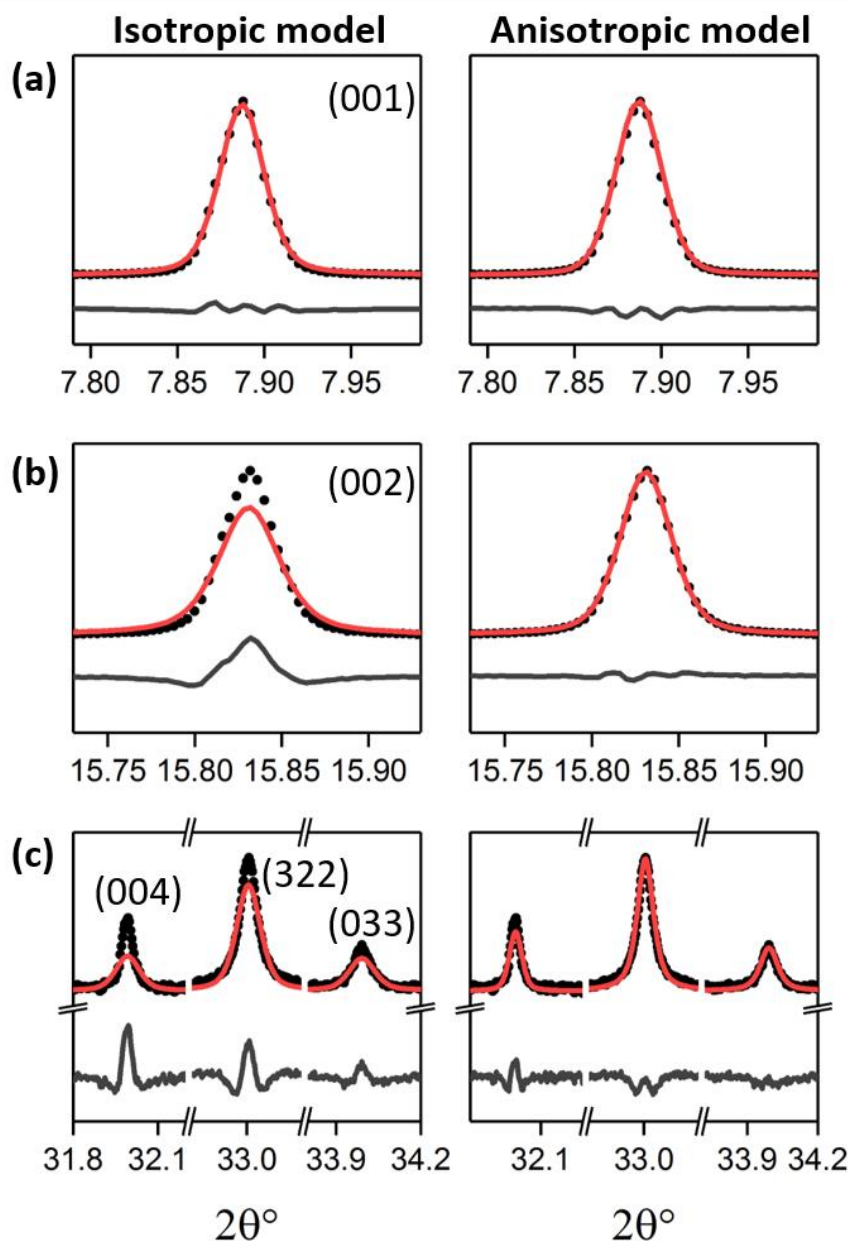 Isotropic model Anisotropic model
(a)
(001)
7.80 7.85 7.90 7.95 7.80 7.85 7.90 7.95
(b)
(002)
15.75 15.80 15.85 15.90 15.75 15.80 15.85 15.90
(c)
(004) (322) (033)
31.8 32.1 33.0 33.9 34.2 32.1 33.0 33.9 34.2
2θ° 2θ°